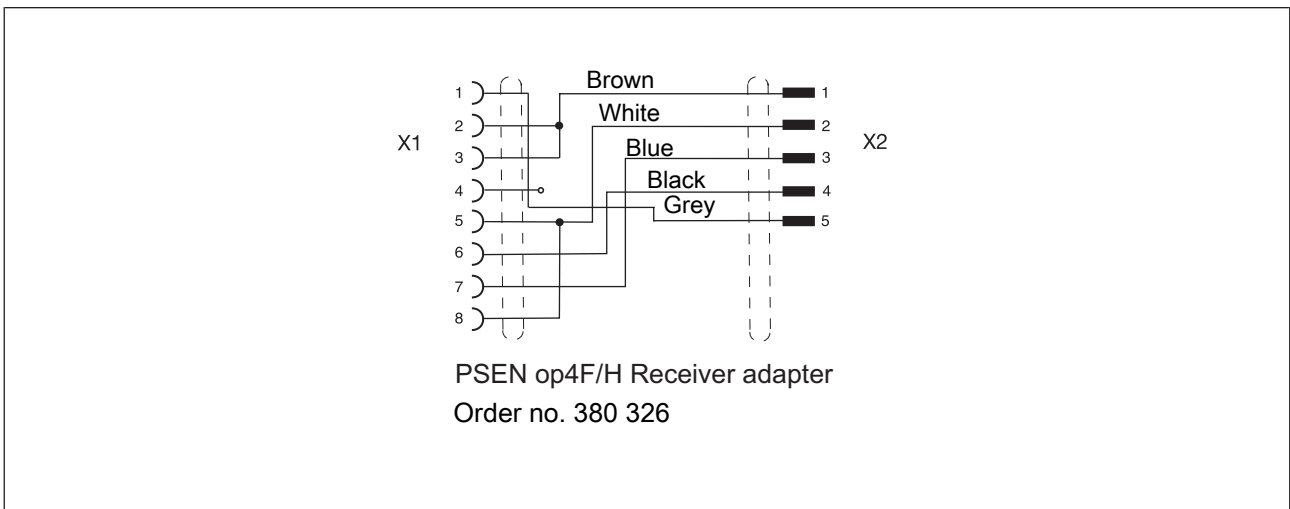 Brown
1 1
White
2 2
X1 X2
Blue
3 3
Black
4 4
Grey
5 5
6
7
8
PSEN op4F/H Receiver adapter
Order no. 380 326